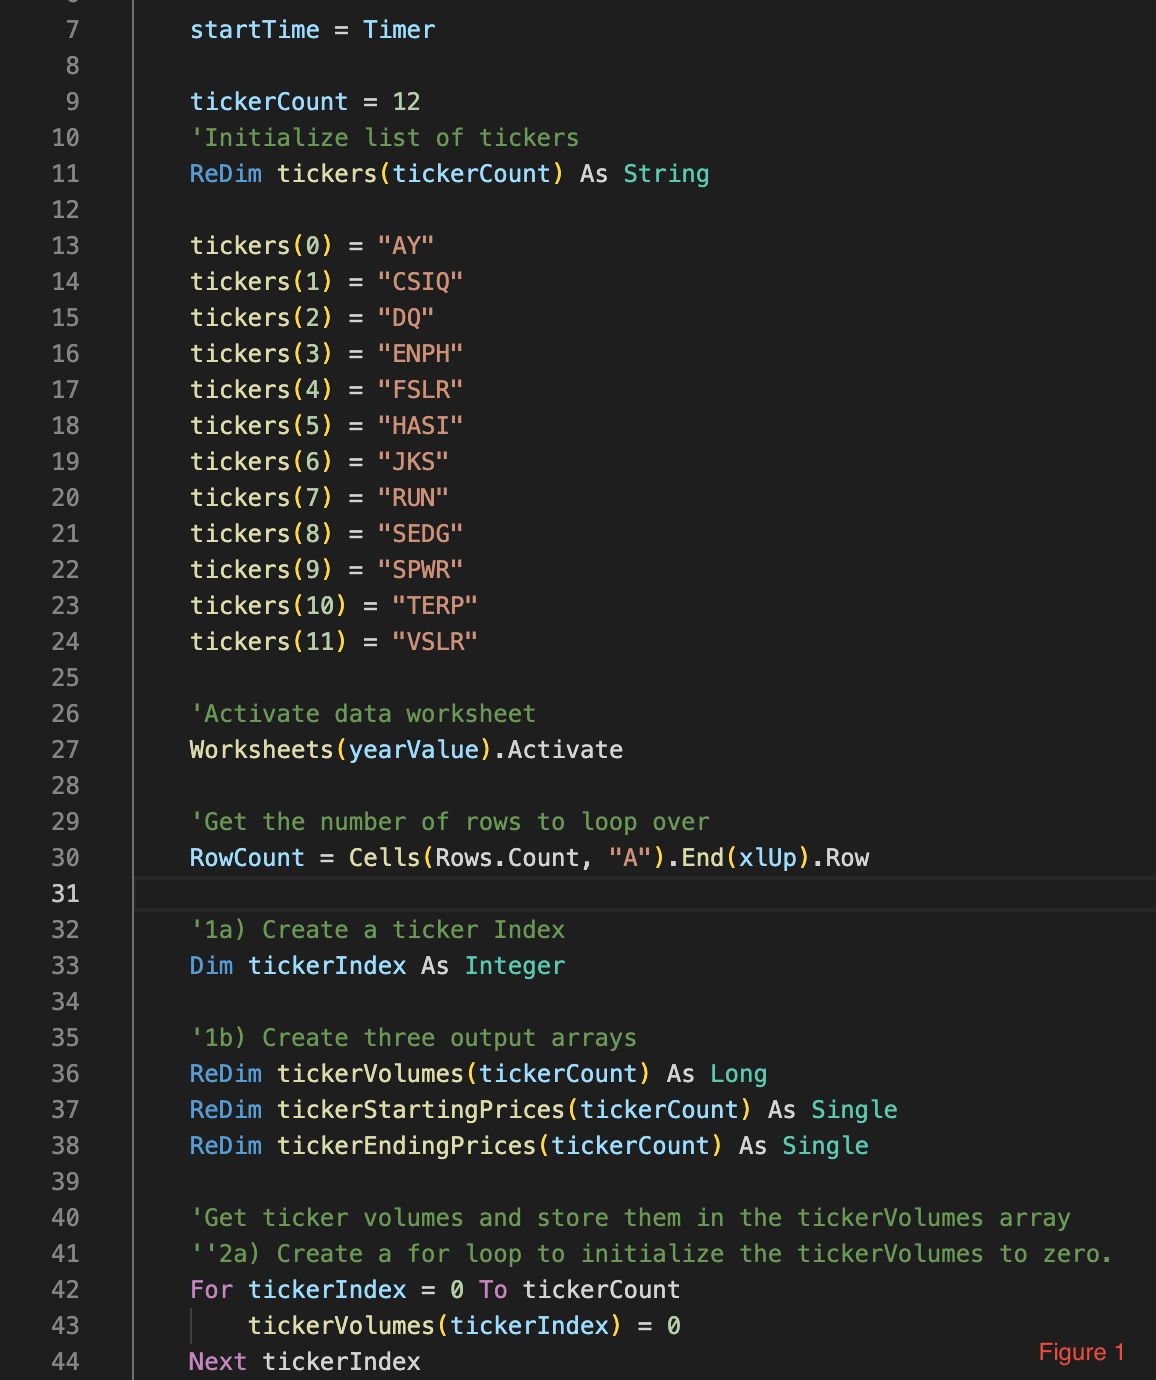 7 startTime = Timer
8
9 tickerCount = 12
10 'Initialize list of tickers
11 ReDim tickers(tickerCount) As String
12
13 tickers(0) = "AY"
14 tickers(1) = "CSIQ"
15 tickers(2) = "DQ"
16 tickers(3) = "ENPH"
17 tickers(4) = "FSLR"
18 tickers(5) = "HASI"
19 tickers(6) = "JKS"
20 tickers(7) = "RUN"
21 tickers(8) = "SEDG"
22 tickers(9) = "SPWR"
23 tickers(10) = "TERP"
24 tickers(11) = "VSLR"
25
26 'Activate data worksheet
27 Worksheets(yearValue).Activate
28
29 'Get the number of rows to loop over
30 RowCount = Cells(Rows.Count, "A").End(xlUp).Row
31
32 '1a) Create a ticker Index
33 Dim tickerIndex As Integer
34
35 '1b) Create three output arrays
36 ReDim tickerVolumes(tickerCount) As Long
37 ReDim tickerStartingPrices(tickerCount) As Single
38 ReDim tickerEndingPrices(tickerCount) As Single
39
40 'Get ticker volumes and store them in the tickerVolumes array
41 ''2a) Create a for loop to initialize the tickerVolumes to zero.
42 For tickerIndex = 0 To tickerCount
43 tickerVolumes(tickerIndex) = 0
44 Next tickerIndex
Figure 1